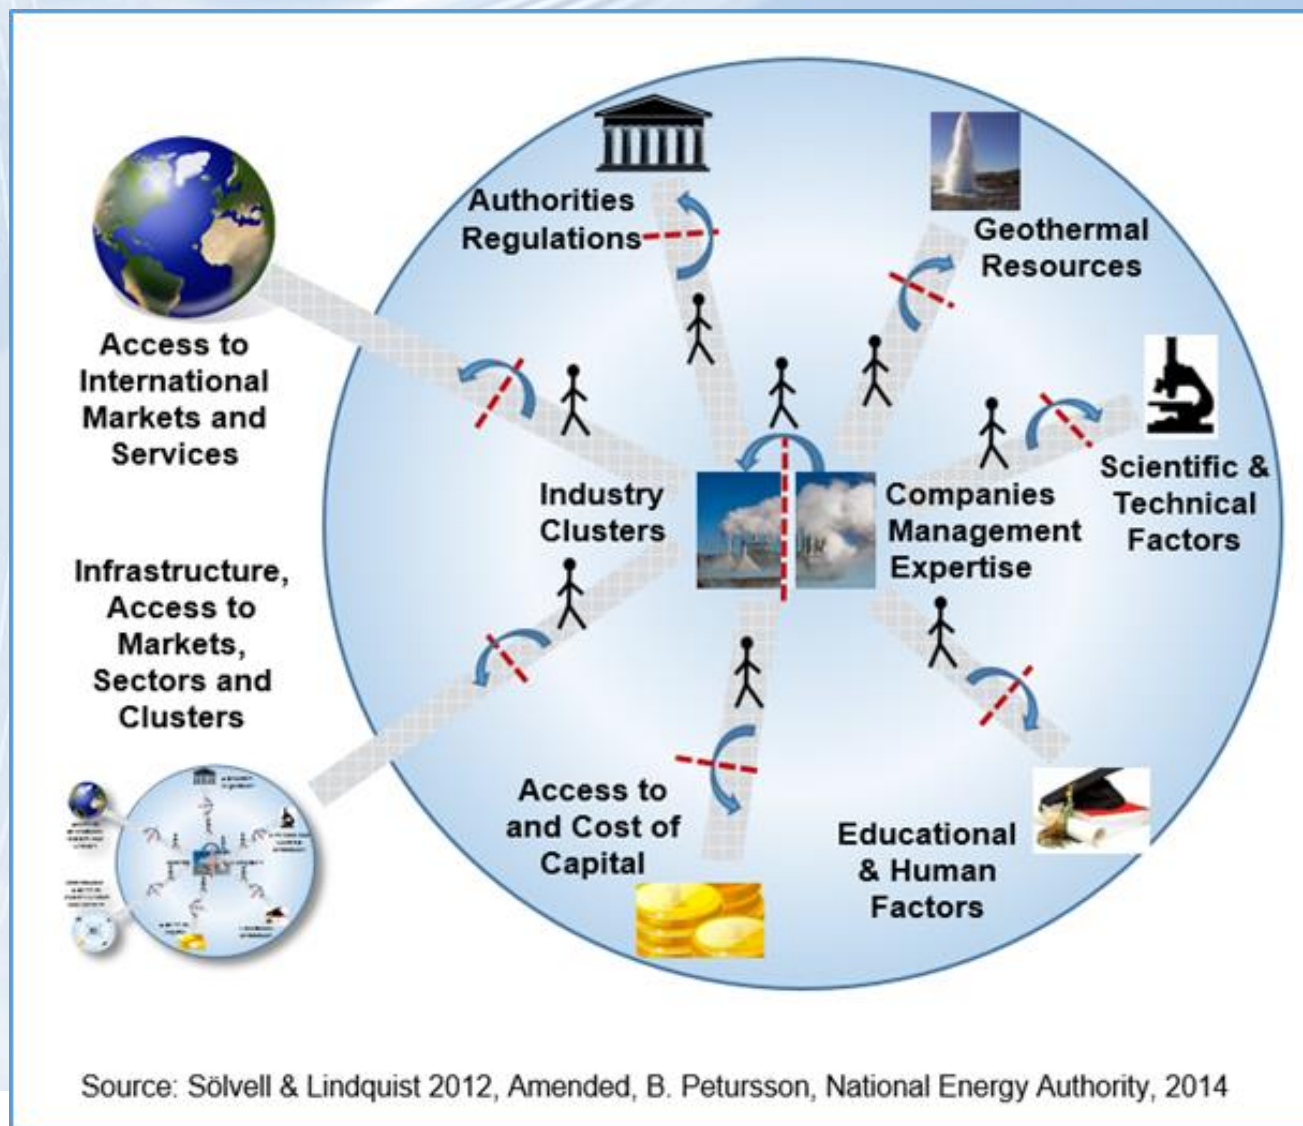 Authorities
Regulations
Geothermal
Resources
Access to
International
Markets and
Services
Scientific &
Technical
Factors
Industry
Clusters
Companies
Management
Expertise
Infrastructure,
Access to
Markets,
Sectors and
Clusters
Access to
and Cost of
Capital
Educational
& Human
Factors
Source: Sölvell & Lindquist 2012, Amended, B. Petursson, National Energy Authority, 2014